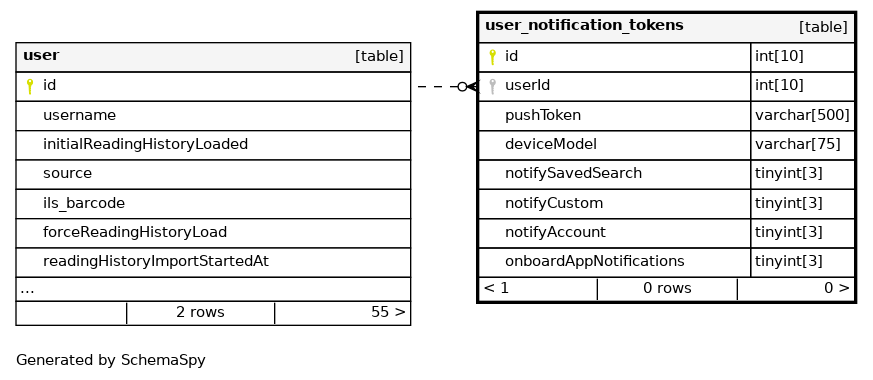 user [table]
id
username
initialReadingHistoryLoaded
source
ils_barcode
forceReadingHistoryLoad
readingHistoryImportStartedAt
...
2 rows 55 >
user_notification_tokens [table]
id int[10]
userId int[10]
pushToken varchar[500]
deviceModel varchar[75]
notifySavedSearch tinyint[3]
notifyCustom tinyint[3]
notifyAccount tinyint[3]
onboardAppNotifications tinyint[3]
< 1 0 rows 0 >
Generated by SchemaSpy